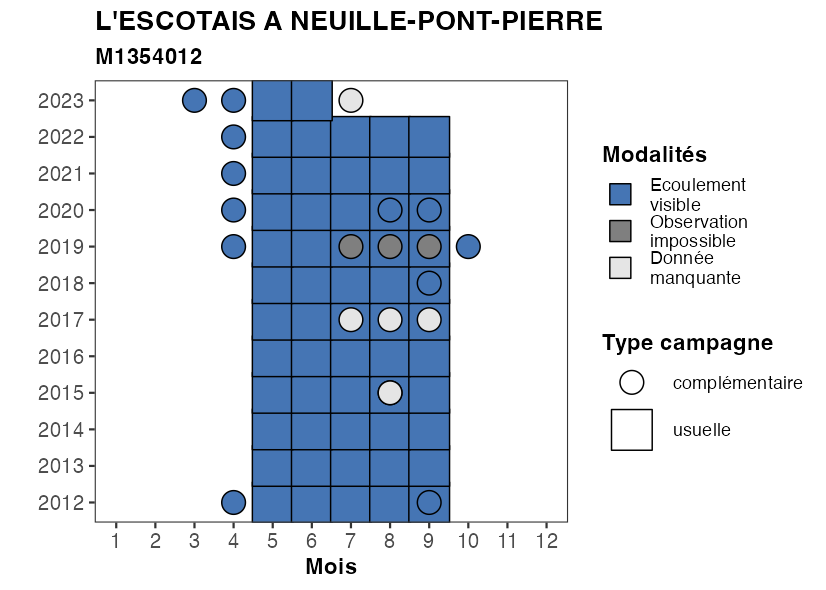 L'ESCOTAIS A NEUILLE-PONT-PIERRE
M1354012
2023
2022
2021
2020
2019
2018
2017
2016
2015
2014
2013
2012
1 2 3 4 5 6 7 8 9 10 11 12
Mois
Modalités
Ecoulement
visible
Observation
impossible
Donnée
manquante
Type campagne
complémentaire
usuelle